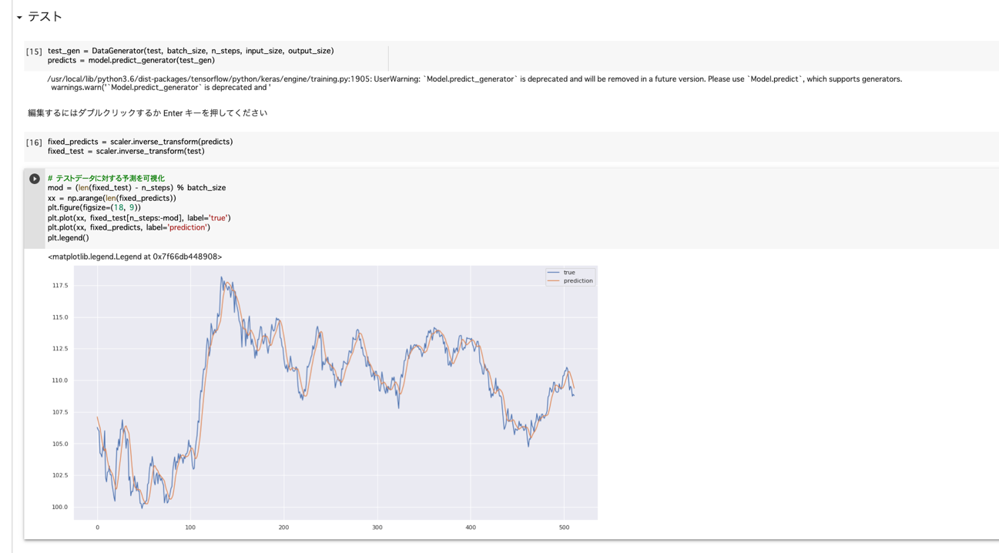 テスト
[15] test_gen = DataGenerator(test, batch_size, n_steps, input_size, output_size)
predicts = model.predict_generator(test_gen)
/usr/local/lib/python3.6/dist-packages/tensorflow/python/keras/engine/training.py:1905: UserWarning: `Model.predict_generator` is deprecated and will be removed in a future version. Please use `Model.predict`, which supports generators.
warnings.warn('`Model.predict_generator` is deprecated and '
編集するにはダブルクリックするか Enter キーを押してください
[16] fixed_predicts = scaler.inverse_transform(predicts)
fixed_test = scaler.inverse_transform(test)
# テストデータに対する予測を可視化
mod = (len(fixed_test) - n_steps) % batch_size
xx = np.arange(len(fixed_predicts))
plt.figure(figsize=(18, 9))
plt.plot(xx, fixed_test[n_steps:-mod], label='true')
plt.plot(xx, fixed_predicts, label='prediction')
plt.legend()
<matplotlib.legend.Legend at 0x7f66db448908>
true
prediction
117.5
115.0
112.5
110.0
107.5
105.0
102.5
100.0
0 100 200 300 400 500